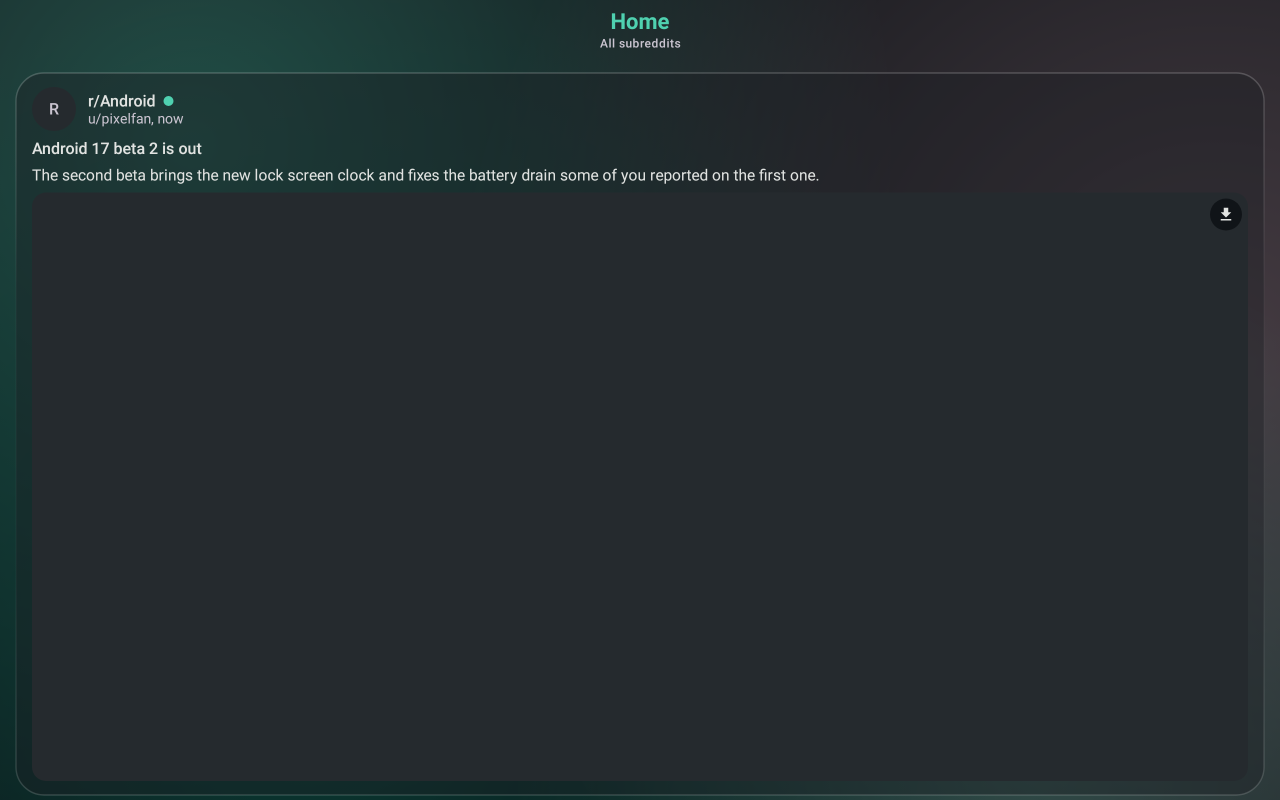 Home
All subreddits
R
r/Android
u/pixelfan, now
Android 17 beta 2 is out
The second beta brings the new lock screen clock and fixes the battery drain some of you reported on the first one.